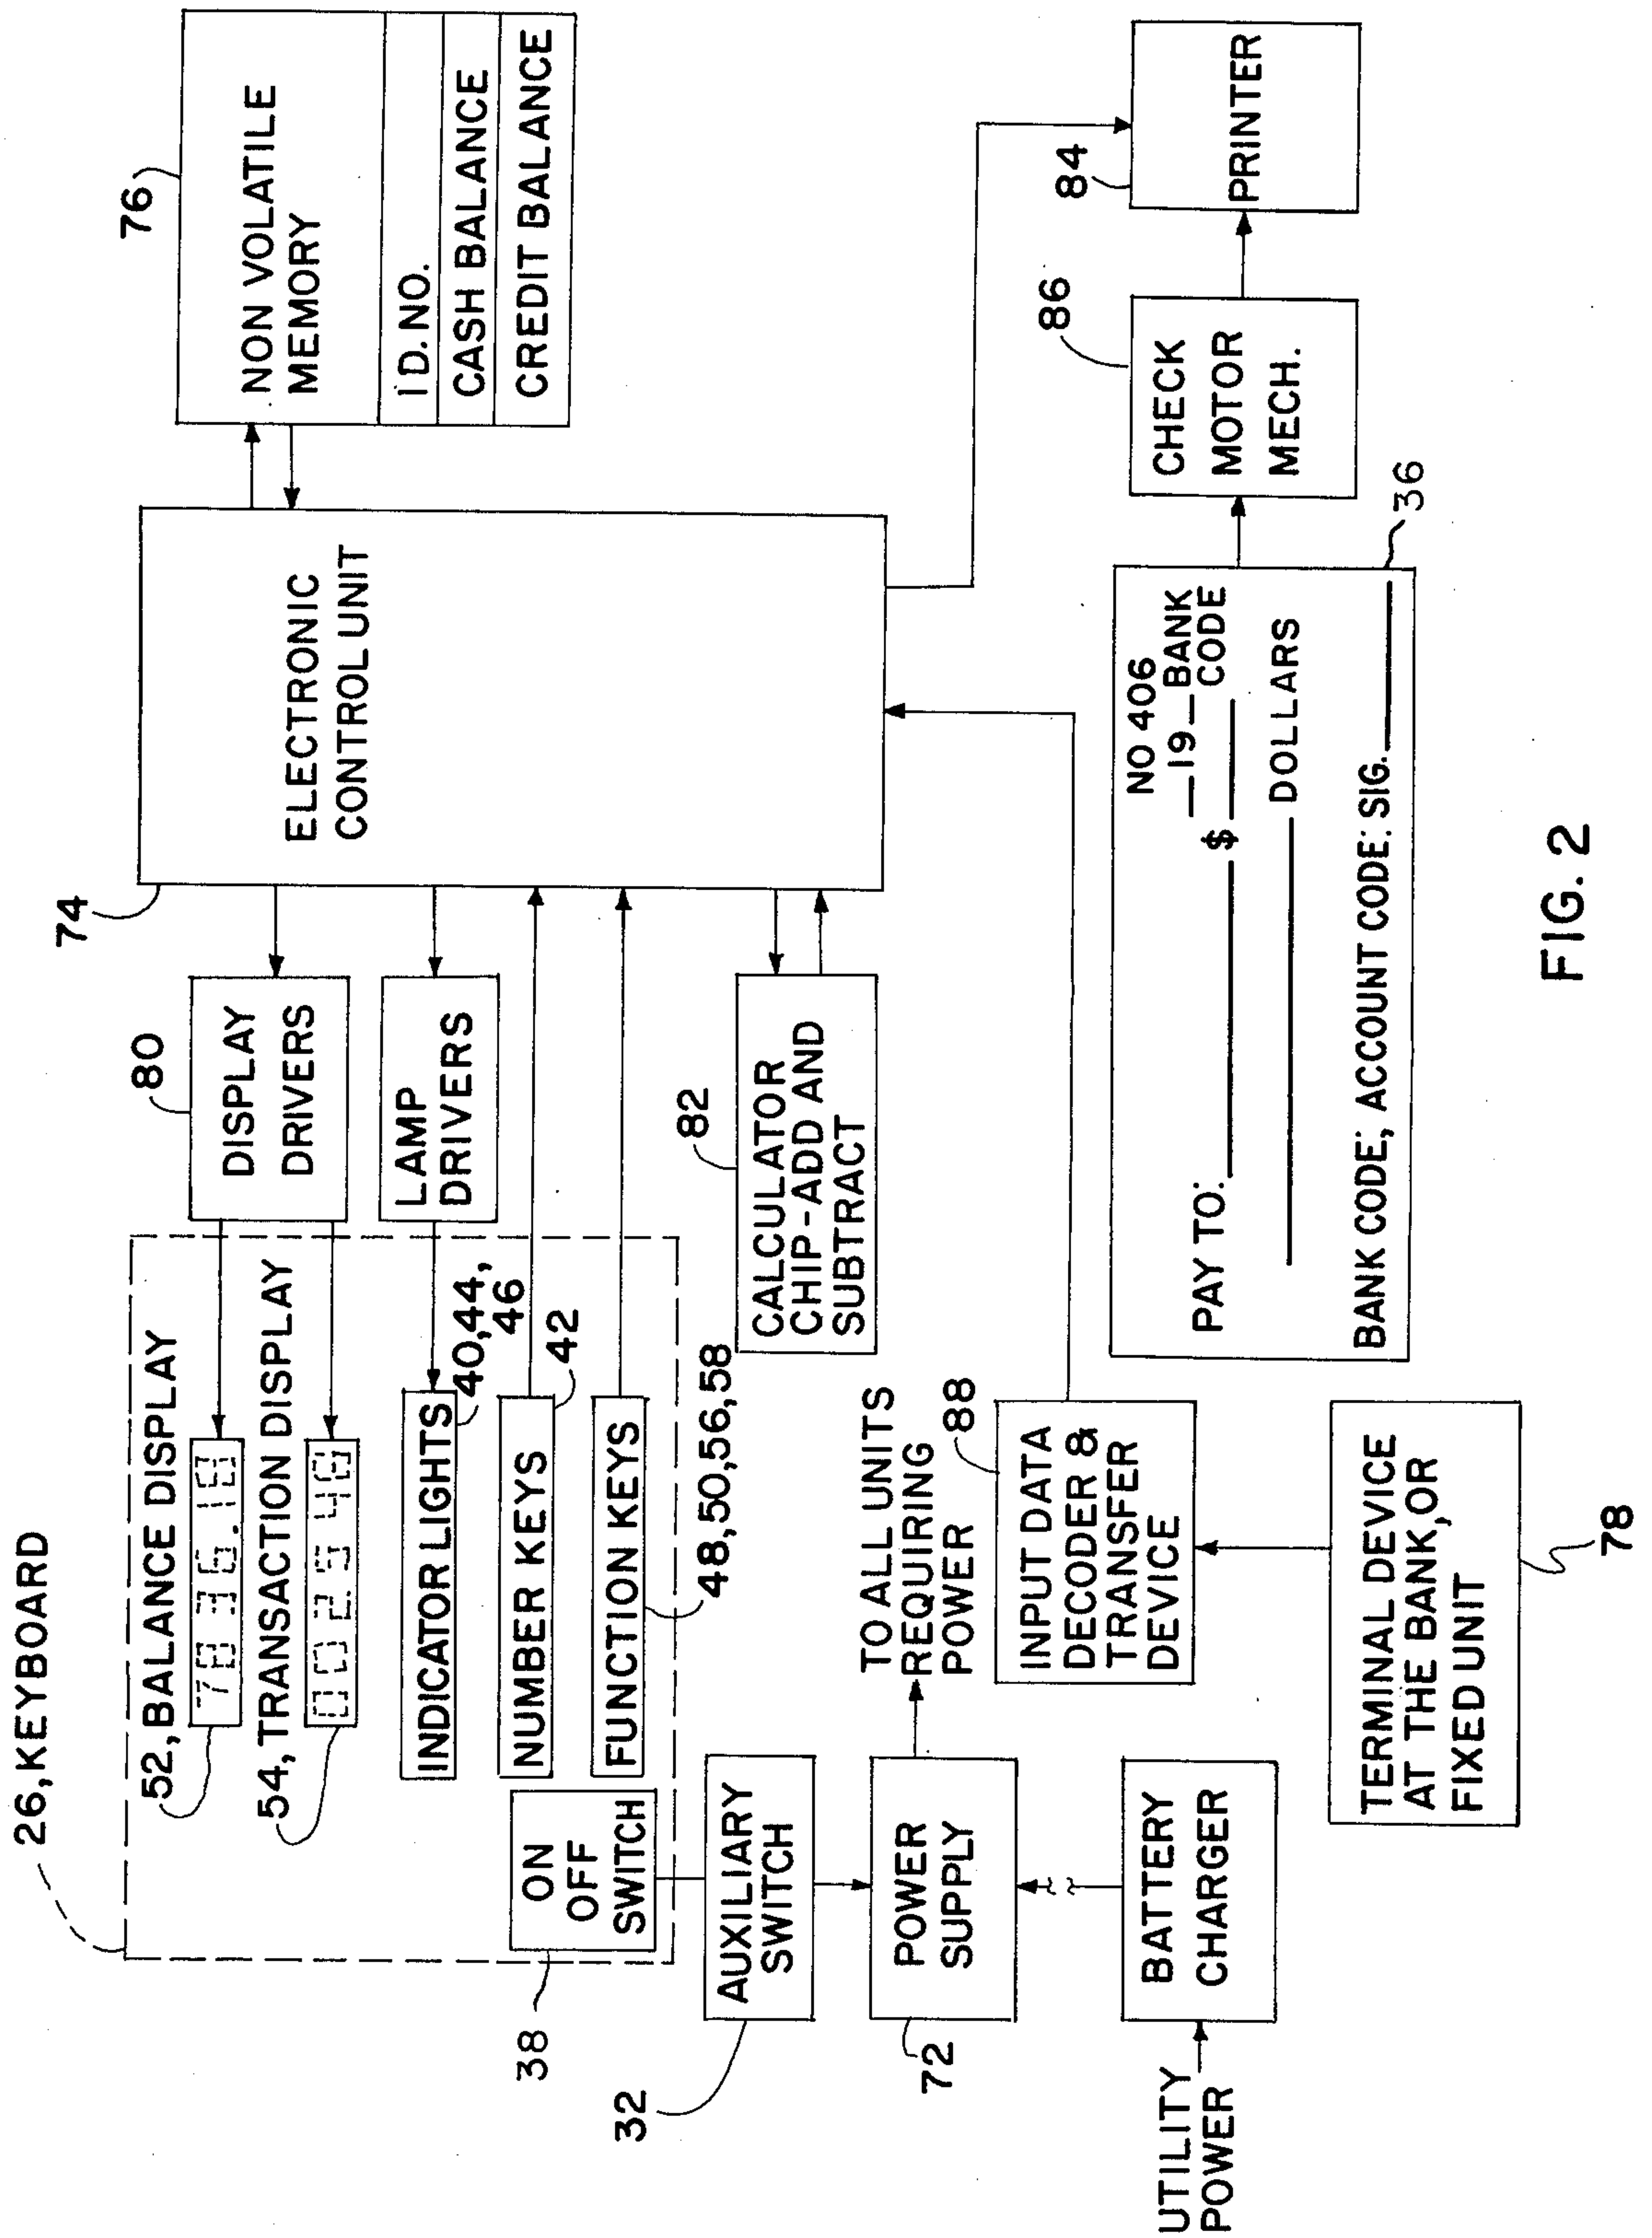 26, KEYBOARD
52, BALANCE DISPLAY
7836.18
54, TRANSACTION DISPLAY
002548
INDICATOR LIGHTS
40,44,
46
NUMBER KEYS
42
FUNCTION KEYS
48,50,56,58
ON
OFF
SWITCH
38
80
DISPLAY
DRIVERS
LAMP
DRIVERS
82
CALCULATOR
CHIP-ADD AND
SUBTRACT
74
ELECTRONIC
CONTROL UNIT
76
NON VOLATILE
MEMORY
ID. NO.
CASH BALANCE
CREDIT BALANCE
32
AUXILIARY
SWITCH
72
POWER
SUPPLY
TO ALL UNITS
REQUIRING
POWER
UTILITY
POWER
BATTERY
CHARGER
88
INPUT DATA
DECODER &
TRANSFER
DEVICE
TERMINAL DEVICE
AT THE BANK, OR
FIXED UNIT
78
NO 406
—19— BANK
CODE
PAY TO: $
DOLLARS
BANK CODE; ACCOUNT CODE: SIG.
36
86
CHECK
MOTOR
MECH.
84
PRINTER
FIG. 2